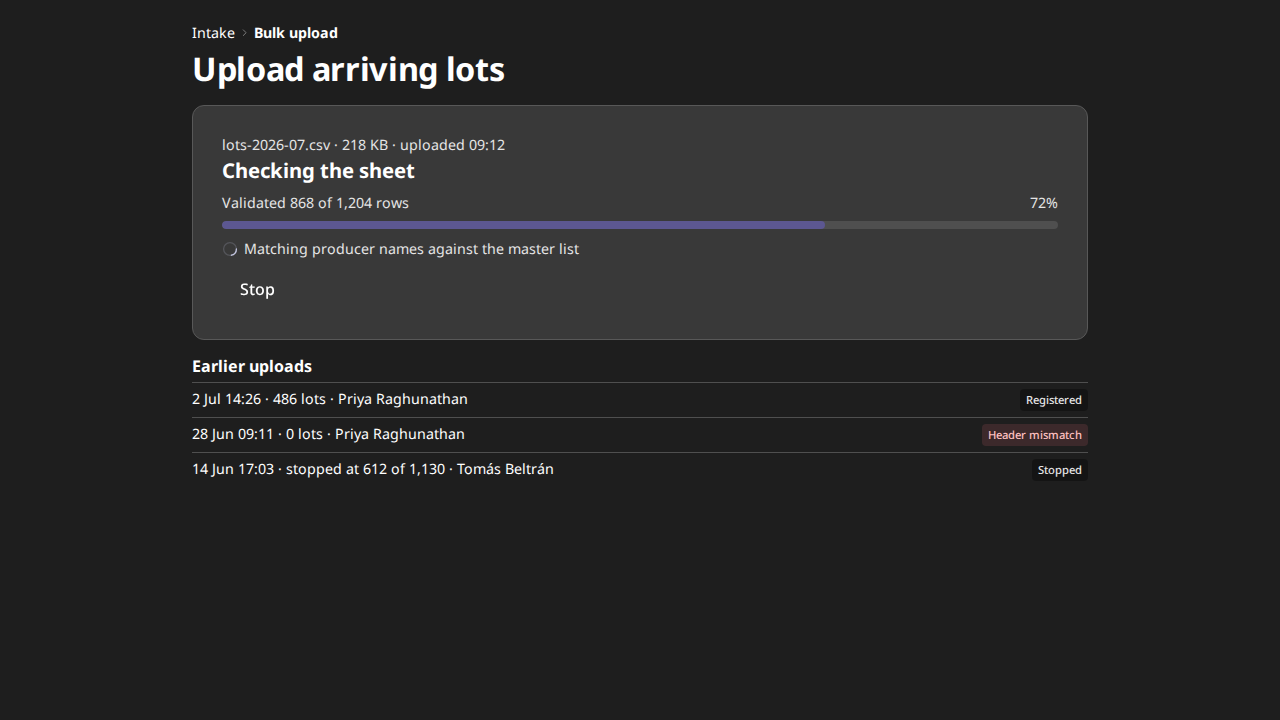 Intake › Bulk upload
Upload arriving lots
lots-2026-07.csv · 218 KB · uploaded 09:12
Checking the sheet
Validated 868 of 1,204 rows 72%
Matching producer names against the master list
Stop
Earlier uploads
2 Jul 14:26 · 486 lots · Priya Raghunathan Registered
28 Jun 09:11 · 0 lots · Priya Raghunathan Header mismatch
14 Jun 17:03 · stopped at 612 of 1,130 · Tomás Beltrán Stopped